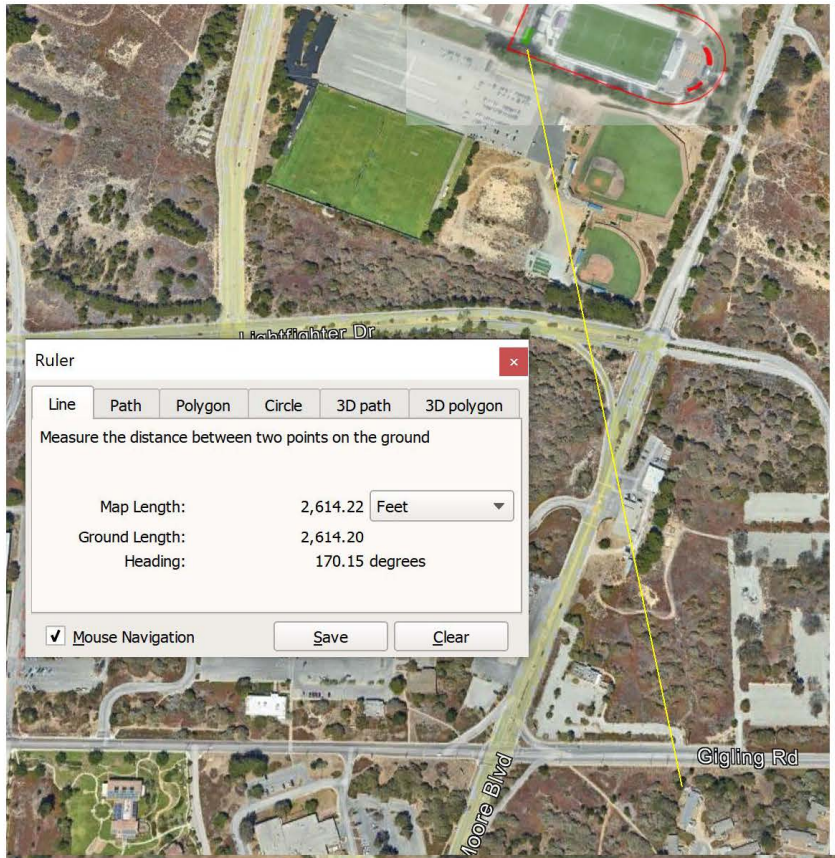 Lightfighter Dr
Ruler
×
Line Path Polygon Circle 3D path 3D polygon
Measure the distance between two points on the ground
Map Length: 2,614.22 Feet
Ground Length: 2,614.20
Heading: 170.15 degrees
Mouse Navigation Save Clear
Gigling Rd
Moore Blvd